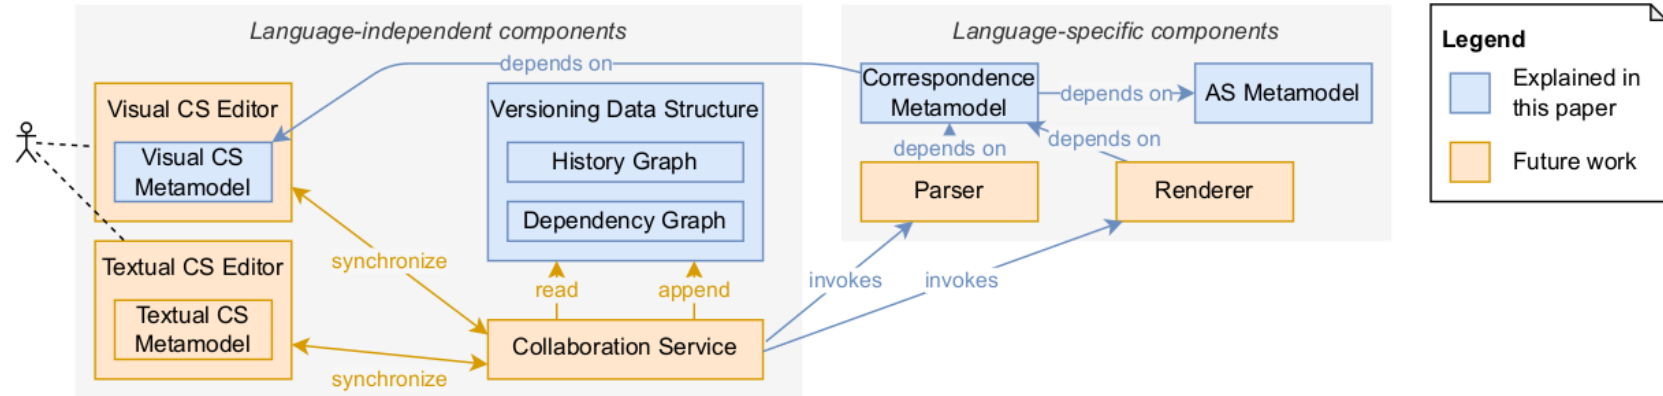 Language-independent components
Language-specific components
Legend
Explained in
this paper
Future work
depends on
Visual CS Editor
Visual CS
Metamodel
Textual CS Editor
Textual CS
Metamodel
synchronize
synchronize
Versioning Data Structure
History Graph
Dependency Graph
read
append
Collaboration Service
Correspondence
Metamodel
depends on
AS Metamodel
depends on
depends on
Parser
Renderer
invokes
invokes